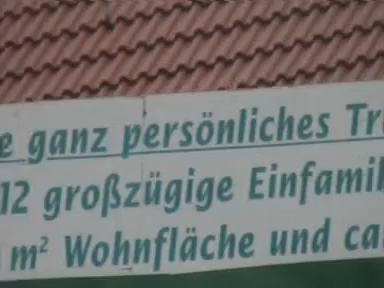 e ganz persönliches Tr
12 großzügige Einfamil
m² Wohnfläche und ca